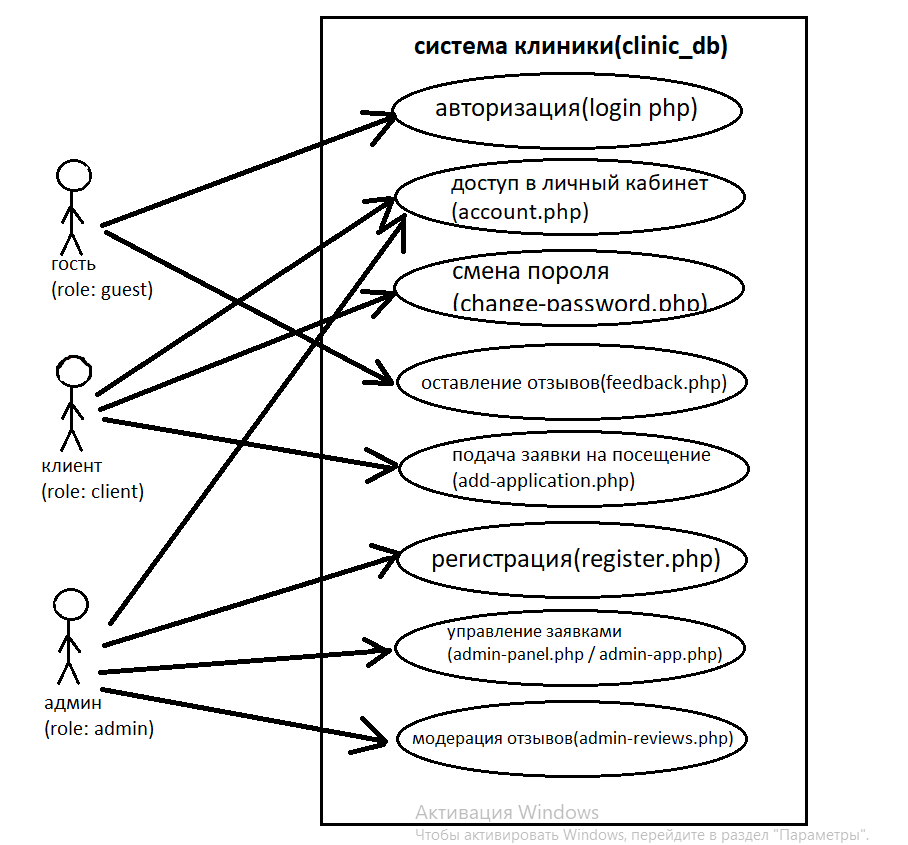 система клиники(clinic_db)
авторизация(login php)
доступ в личный кабинет
(account.php)
гость
(role: guest)
смена пороля
(change-password.php)
оставление отзывов(feedback.php)
клиент
(role: client)
подача заявки на посещение
(add-application.php)
регистрация(register.php)
управление заявками
(admin-panel.php / admin-app.php)
админ
(role: admin)
модерация отзывов(admin-reviews.php)
Активация Windows
Чтобы активировать Windows, перейдите в раздел "Параметры".